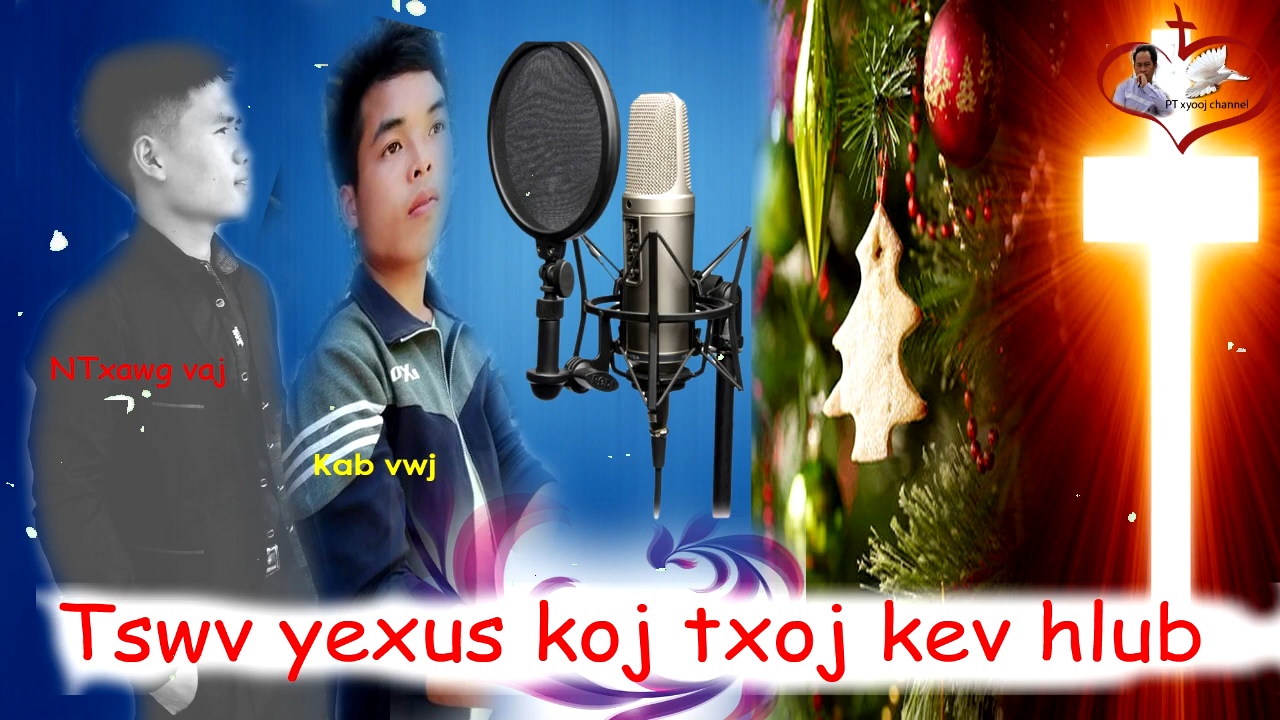 PT xyooj channel
NTxawg vaj
Kab vwj
Tswv yexus koj txoj kev hlub